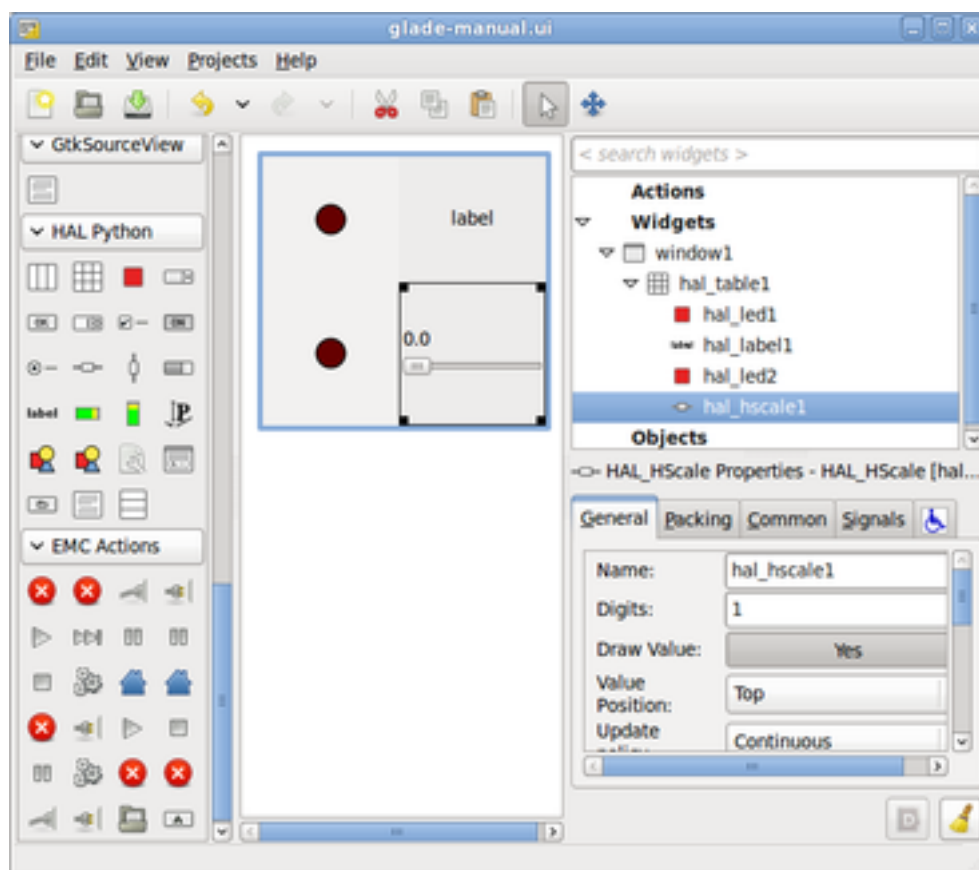 glade-manual.ui
File Edit View Projects Help
GtkSourceView
HAL Python
label
EMC Actions
label
0.0
< search widgets >
Actions
Widgets
window1
hal_table1
hal_led1
hal_label1
hal_led2
hal_hscale1
Objects
HAL_HScale Properties - HAL_HScale [hal...
General Packing Common Signals
Name: hal_hscale1
Digits: 1
Draw Value: Yes
Value
Position: Top
Update
Continuous